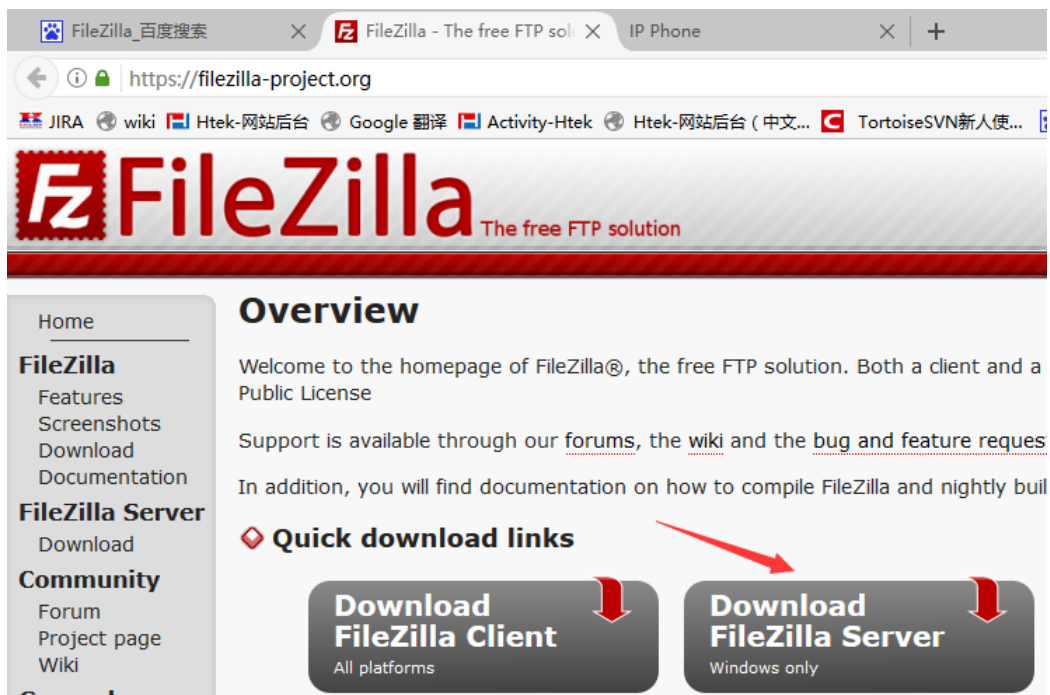 FileZilla_百度搜索
FileZilla - The free FTP sol
IP Phone
https://filezilla-project.org
JIRA wiki Htek-网站后台 Google 翻译 Activity-Htek Htek-网站后台 ( 中文... TortoiseSVN新人使...
Fz FileZilla The free FTP solution
Home
FileZilla
Features
Screenshots
Download
Documentation
FileZilla Server
Download
Community
Forum
Project page
Wiki
Overview
Welcome to the homepage of FileZilla®, the free FTP solution. Both a client and a
Public License
Support is available through our forums, the wiki and the bug and feature reques
In addition, you will find documentation on how to compile FileZilla and nightly buil
Quick download links
Download
FileZilla Client
All platforms
Download
FileZilla Server
Windows only